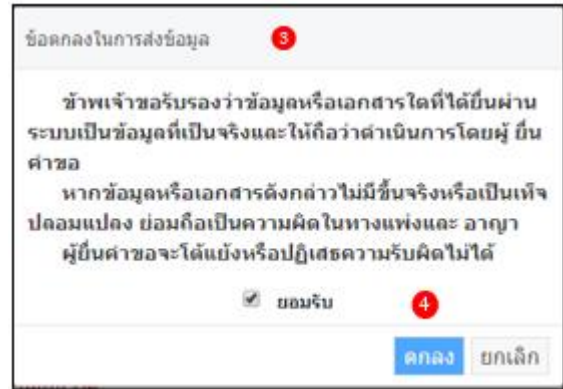 ข้อตกลงในการส่งข้อมูล 3
ข้าพเจ้าขอรับรองว่าข้อมูลหรือเอกสารใดที่ได้ยื่นผ่าน
ระบบเป็นข้อมูลที่เป็นจริงและให้ถือว่าดำเนินการโดยผู้ ยื่น
คำขอ
หากข้อมูลหรือเอกสารดังกล่าวไม่มีขึ้นจริงหรือเป็นเท็จ
ปลอมแปลง ย่อมถือเป็นความผิดในทางแพ่งและ อาญา
ผู้ยื่นคำขอจะโต้แย้งหรือปฏิเสธความรับผิดไม่ได้
ยอมรับ 4
ตกลง ยกเลิก